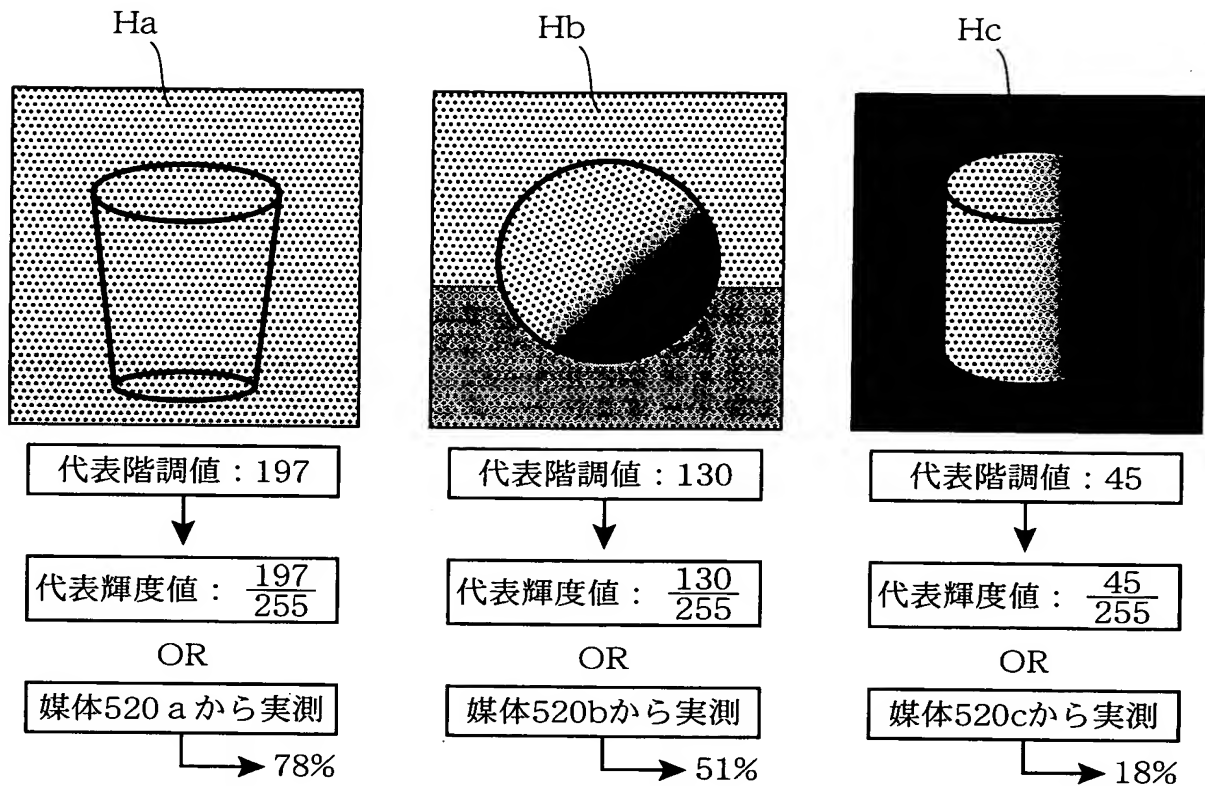 Ha
代表階調値：197
代表輝度値： 197/255
OR
媒体520 a から実測
78%
Hb
代表階調値：130
代表輝度値： 130/255
OR
媒体520bから実測
51%
Hc
代表階調値：45
代表輝度値： 45/255
OR
媒体520cから実測
18%